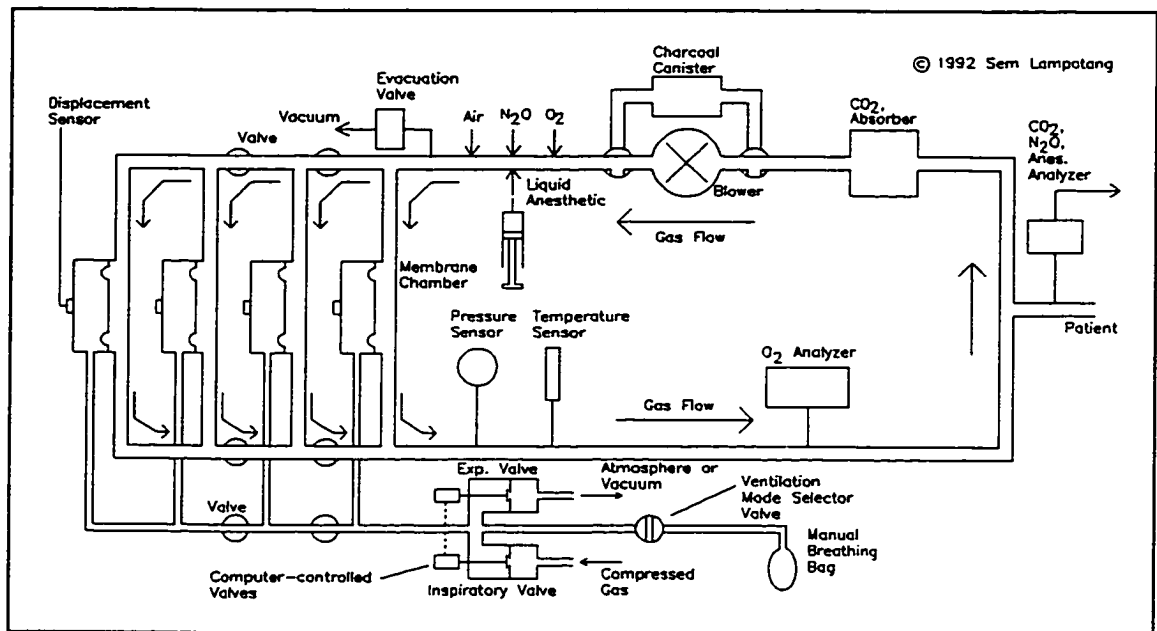 © 1992 Sem Lampotang
Charcoal
Canister
Evacuation
Valve
Displacement
Sensor
Vacuum
Air
N2O
O2
CO2,
Absorber
CO2,
N2O,
Anes.
Analyzer
Valve
Liquid
Anesthetic
Blower
Gas Flow
Membrane
Chamber
Pressure
Sensor
Temperature
Sensor
Patient
O2 Analyzer
Gas Flow
Exp. Valve
Atmosphere or
Vacuum
Ventilation
Mode Selector
Valve
Valve
Manual
Breathing
Bag
Computer-controlled
Valves
Inspiratory Valve
Compressed
Gas